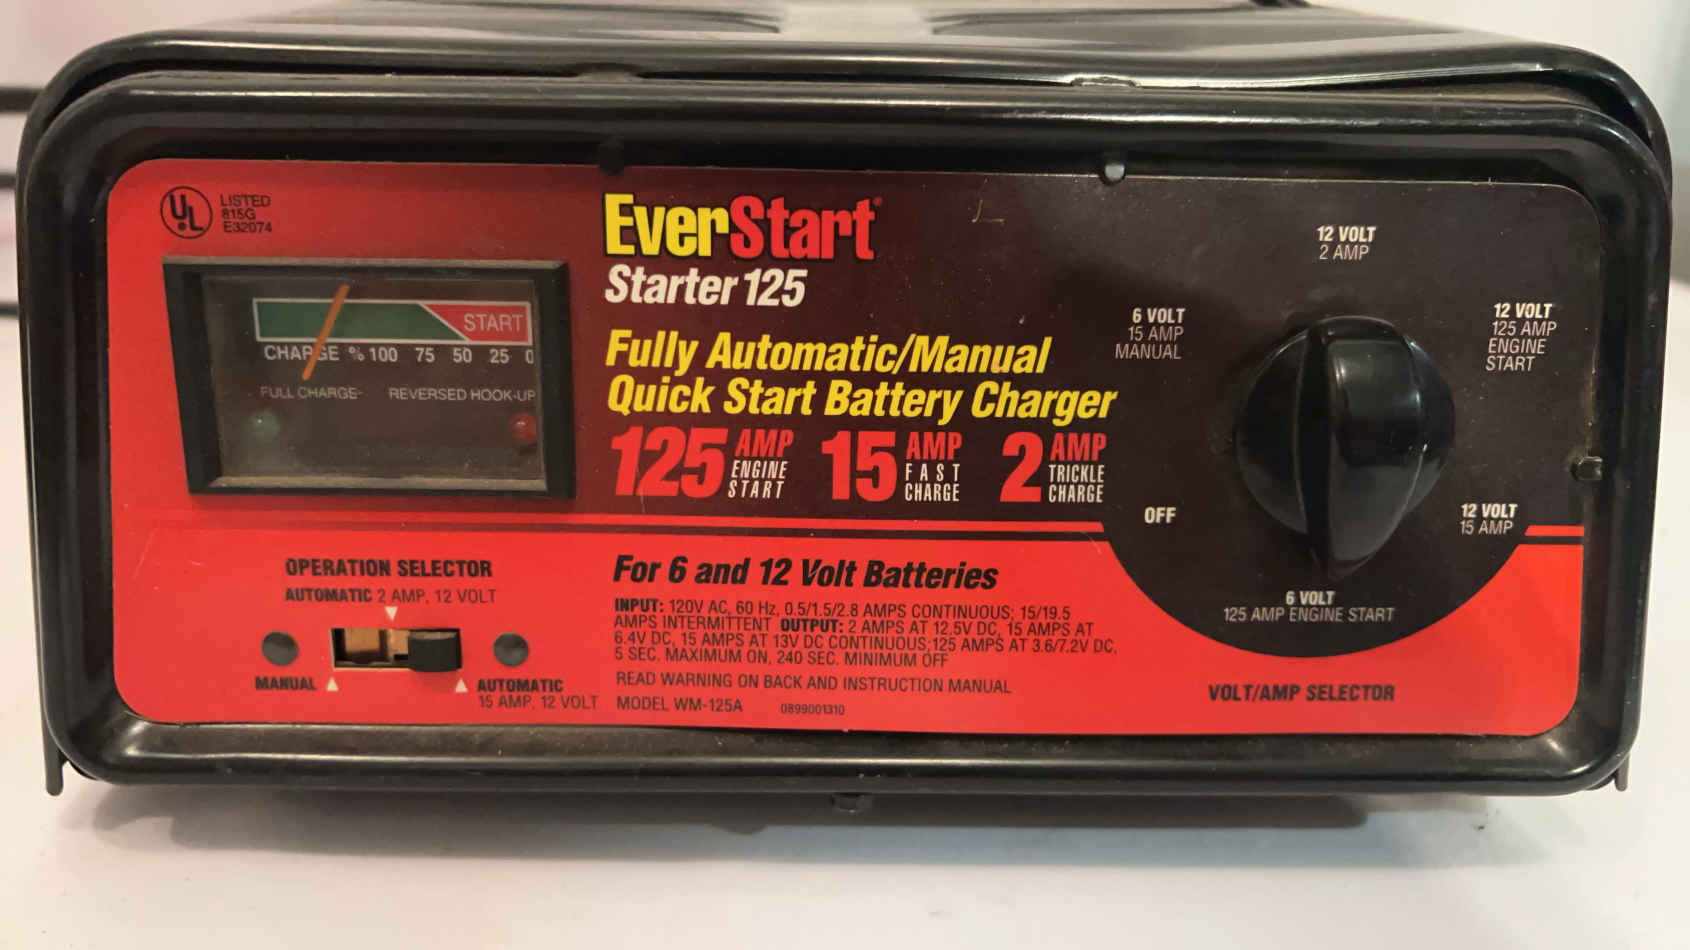 UL
LISTED
815G
E32074
START
CHARGE % 100 75 50 25 0
FULL CHARGE- REVERSED HOOK-UP
EverStart®
Starter 125
Fully Automatic/Manual
Quick Start Battery Charger
125 AMP ENGINE START
15 AMP FAST CHARGE
2 AMP TRICKLE CHARGE
12 VOLT
2 AMP
6 VOLT
15 AMP
MANUAL
12 VOLT
125 AMP
ENGINE
START
OFF
12 VOLT
15 AMP
6 VOLT
125 AMP ENGINE START
VOLT/AMP SELECTOR
OPERATION SELECTOR
AUTOMATIC 2 AMP, 12 VOLT
MANUAL
AUTOMATIC
15 AMP, 12 VOLT
For 6 and 12 Volt Batteries
INPUT: 120V AC, 60 Hz, 0.5/1.5/2.8 AMPS CONTINUOUS; 15/19.5
AMPS INTERMITTENT OUTPUT: 2 AMPS AT 12.5V DC, 15 AMPS AT
6.4V DC, 15 AMPS AT 13V DC CONTINUOUS;125 AMPS AT 3.6/7.2V DC,
5 SEC. MAXIMUM ON, 240 SEC. MINIMUM OFF
READ WARNING ON BACK AND INSTRUCTION MANUAL
MODEL WM-125A 0899001310